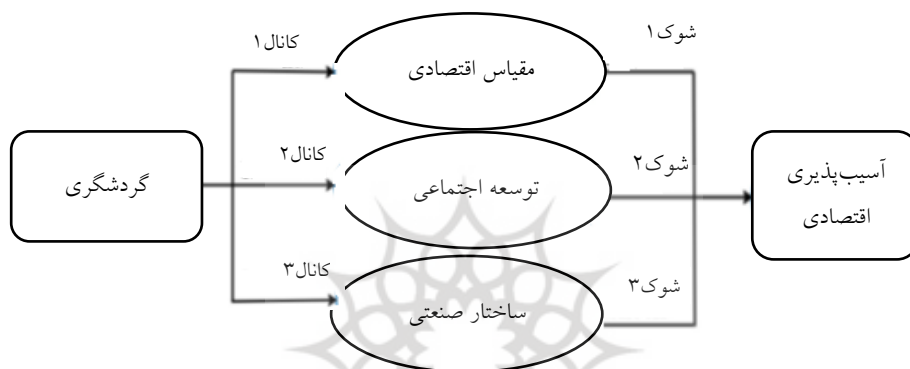 کانال۱
مقیاس اقتصادی
شوک۱
گردشگری
کانال۲
توسعه اجتماعی
شوک۲
آسیب‌پذیری
اقتصادی
کانال۳
ساختار صنعتی
شوک۳